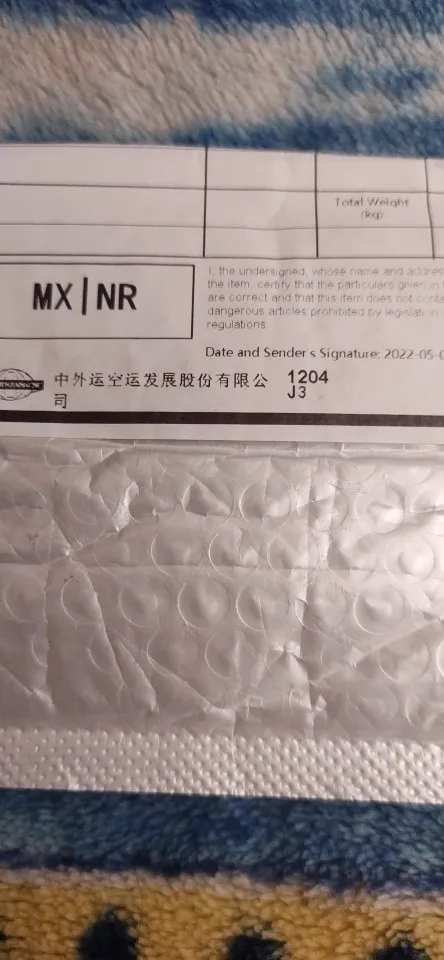 Total Weight
(kg)
I, the undersigned, whose name and address
the item, certify that the particulars given in
are correct and that this item does not
dangerous articles prohibited by legislation
regulations
MX|NR
Date and Sender s Signature: 2022-05-
中外运空运发展股份有限公
司
1204
J3